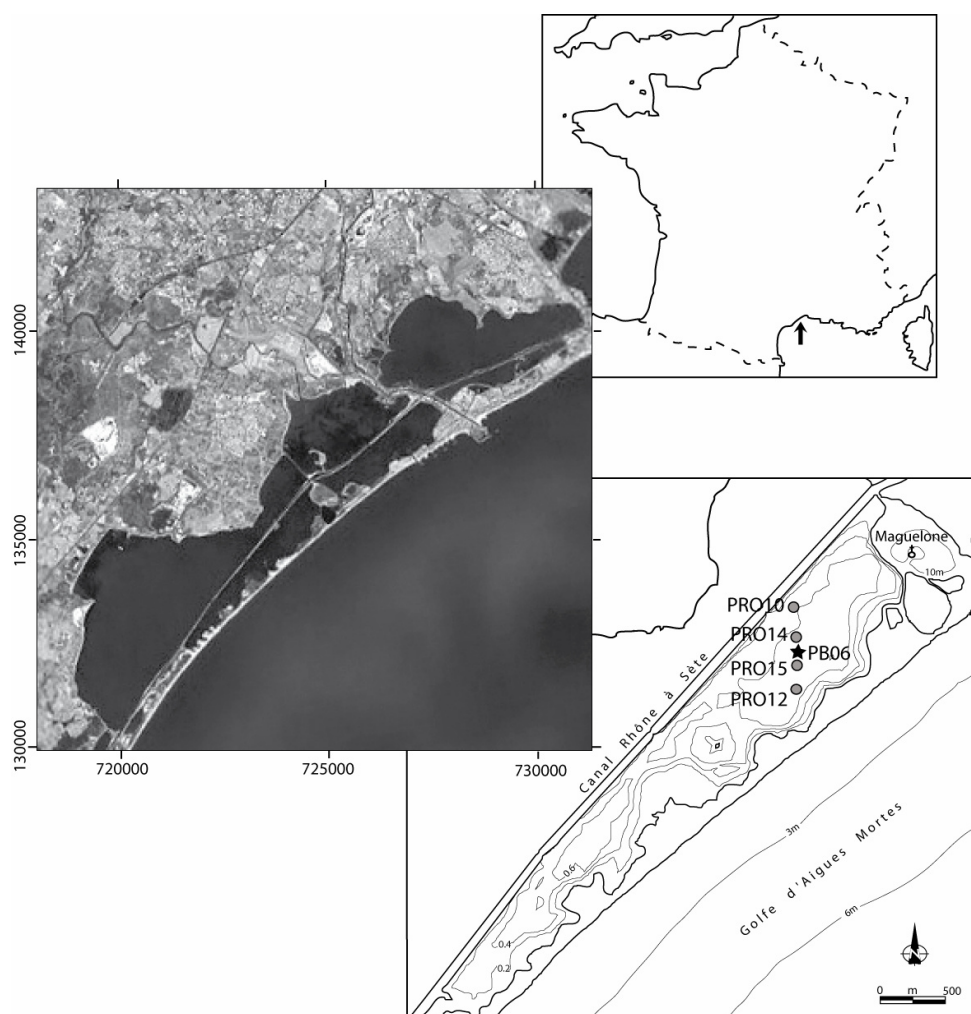 140000
135000
130000
720000
725000
730000
Maguelone
10m
PRO10
PRO14
PB06
PRO15
PRO12
Canal Rhône à Sète
0.6
0.4
0.2
3m
6m
Golfe d'Aigues Mortes
N
0 m 500